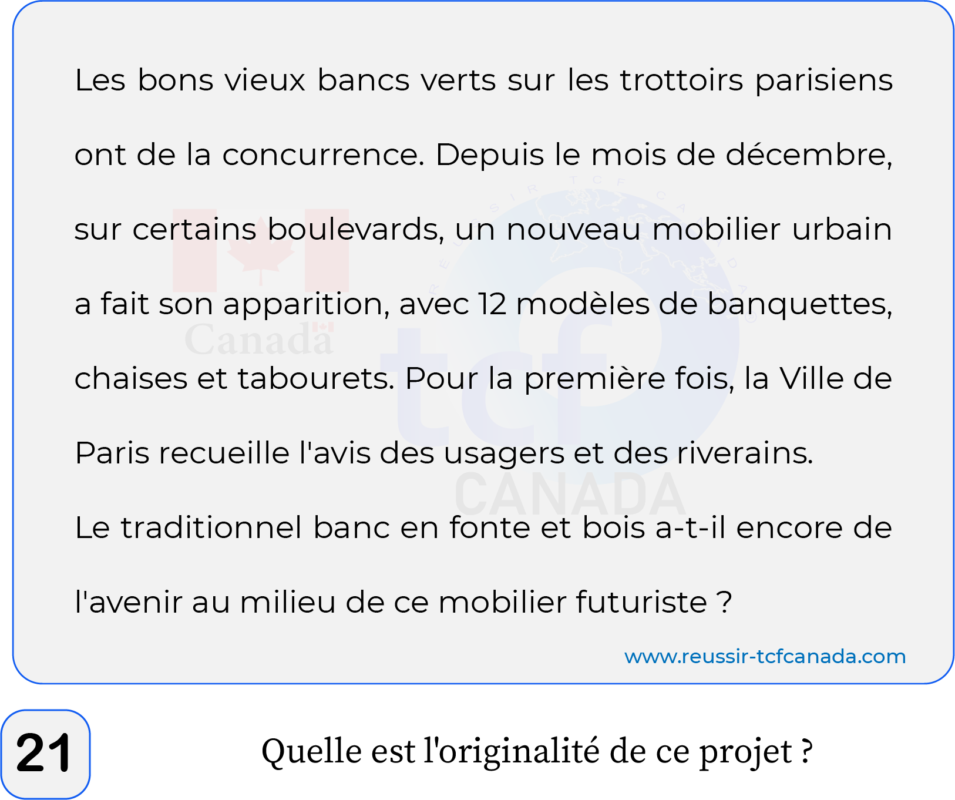 Les bons vieux bancs verts sur les trottoirs parisiens
ont de la concurrence. Depuis le mois de décembre,
sur certains boulevards, un nouveau mobilier urbain
a fait son apparition, avec 12 modèles de banquettes,
chaises et tabourets. Pour la première fois, la Ville de
Paris recueille l'avis des usagers et des riverains.
Le traditionnel banc en fonte et bois a-t-il encore de
l'avenir au milieu de ce mobilier futuriste ?
www.reussir-tcfcanada.com
21
Quelle est l'originalité de ce projet ?
Canada
tcf
CANADA